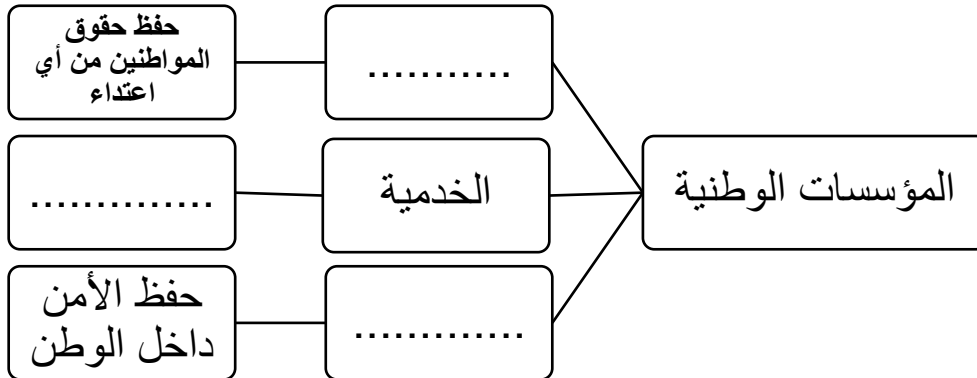 المؤسسات الوطنية
...........
حفظ حقوق
المواطنين من أي
اعتداء
الخدمية
..............
.............
حفظ الأمن
داخل الوطن